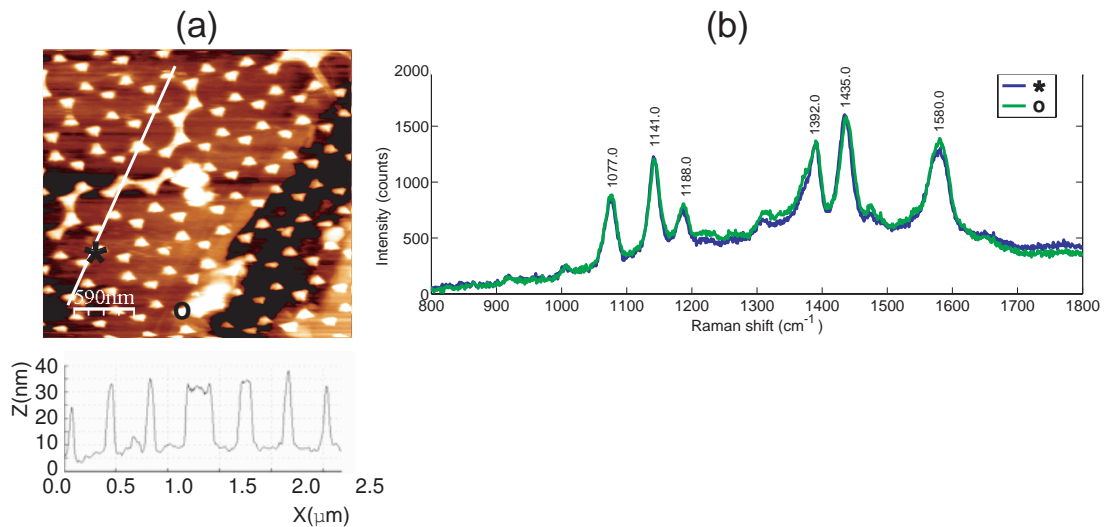 (a)
590nm
*
o
Z(nm)
40
30
20
10
0
0.0 0.5 1.0 1.5 2.0 2.5
X(μm)
(b)
Intensity (counts)
2000
1500
1000
500
0
1077.0
1141.0
1188.0
1392.0
1435.0
1580.0
*
o
800 900 1000 1100 1200 1300 1400 1500 1600 1700 1800
Raman shift (cm⁻¹)